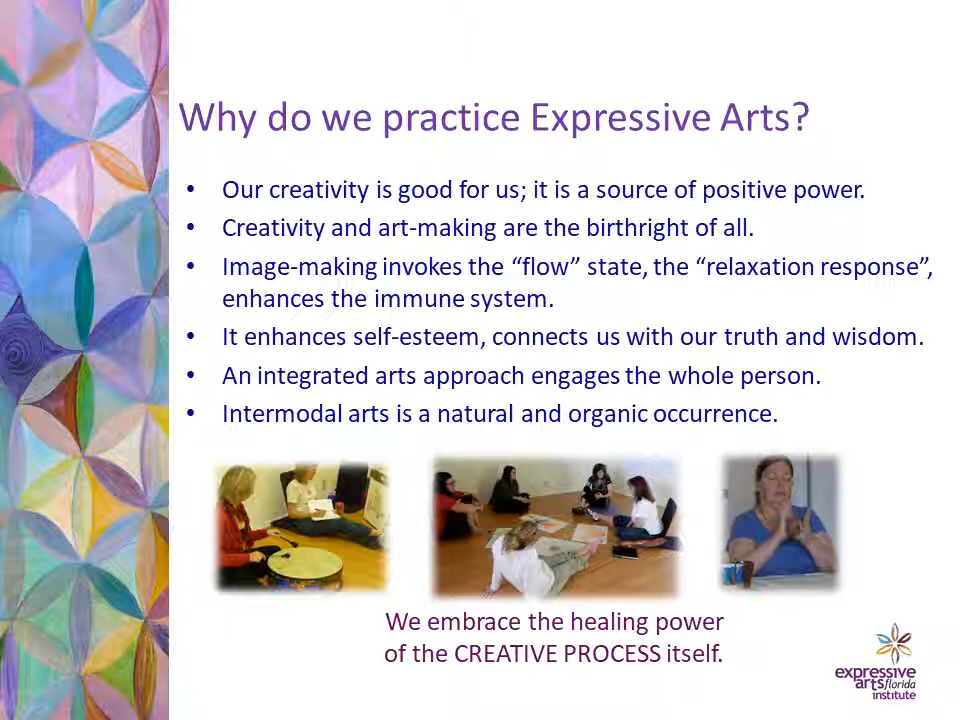 Why do we practice Expressive Arts?
• Our creativity is good for us; it is a source of positive power.
• Creativity and art-making are the birthright of all.
• Image-making invokes the “flow” state, the “relaxation response”,
enhances the immune system.
• It enhances self-esteem, connects us with our truth and wisdom.
• An integrated arts approach engages the whole person.
• Intermodal arts is a natural and organic occurrence.
We embrace the healing power
of the CREATIVE PROCESS itself.
expressive
arts florida
institute